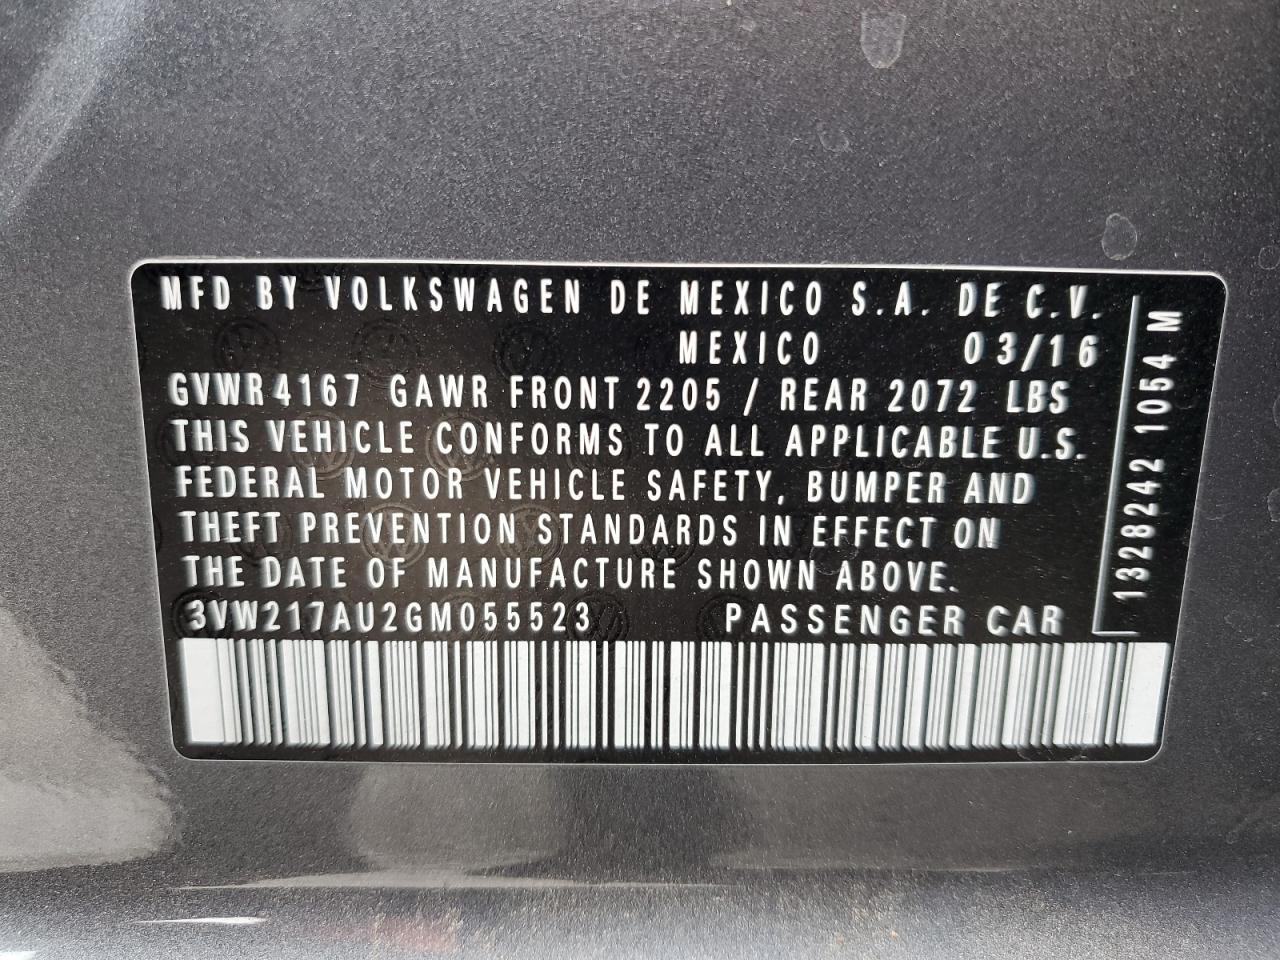 MFD BY VOLKSWAGEN DE MEXICO S.A. DE C.V.
MEXICO 03/16
GVWR 4167 GAWR FRONT 2205 / REAR 2072 LBS
THIS VEHICLE CONFORMS TO ALL APPLICABLE U.S.
FEDERAL MOTOR VEHICLE SAFETY, BUMPER AND
THEFT PREVENTION STANDARDS IN EFFECT ON
THE DATE OF MANUFACTURE SHOWN ABOVE.
3VW217AU2GM055523 PASSENGER CAR
1328242 1054 M